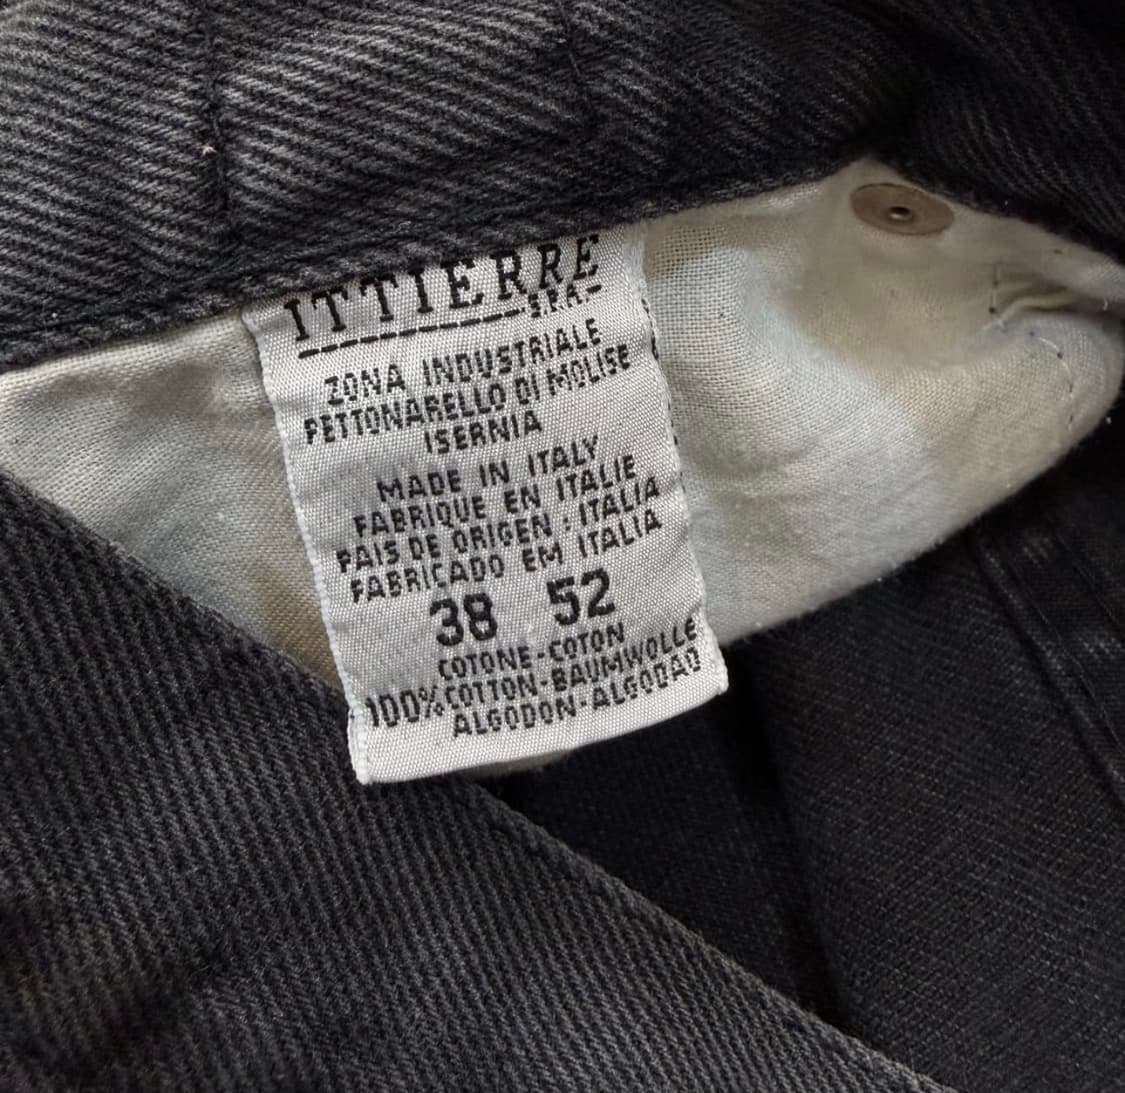 ITTIERRE
S.P.A.
ZONA INDUSTRIALE
PETTONARELLO DI MOLISE
ISERNIA
MADE IN ITALY
FABRIQUE EN ITALIE
PAIS DE ORIGEN : ITALIA
FABRICADO EM ITALIA
38 52
COTONE-COTON
100% COTTON-BAUMWOLLE
ALGODON-ALGODAO